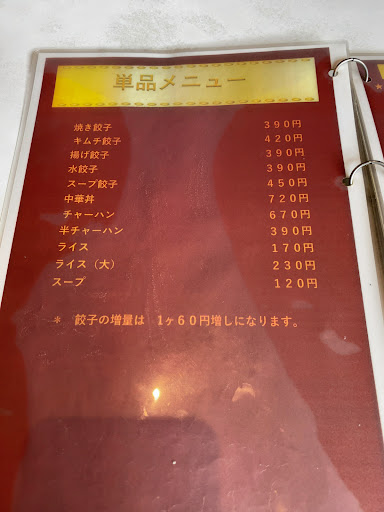 単品メニュー
焼き餃子 390円
キムチ餃子 420円
揚げ餃子 390円
水餃子 390円
スープ餃子 450円
中華丼 720円
チャーハン 670円
半チャーハン 390円
ライス 170円
ライス(大) 230円
スープ 120円
＊ 餃子の増量は 1ヶ60円増しになります。